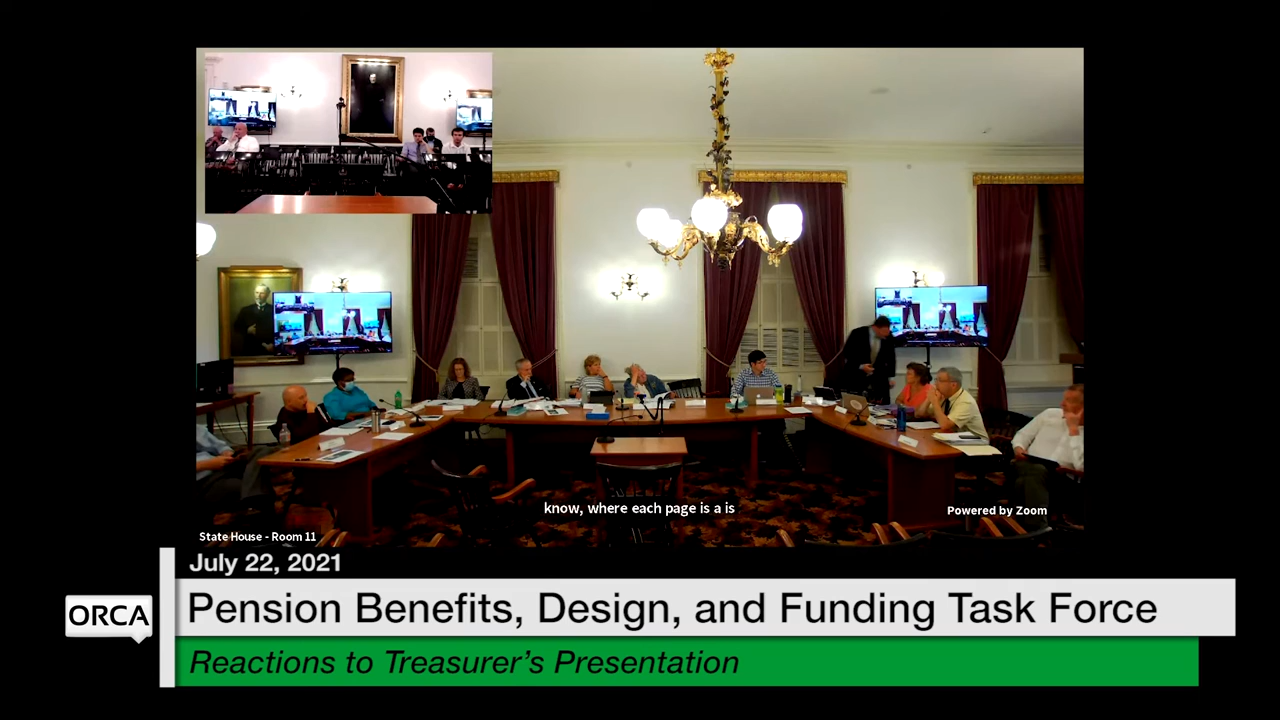 know, where each page is a is
Powered by Zoom
State House - Room 11
July 22, 2021
ORCA
Pension Benefits, Design, and Funding Task Force
Reactions to Treasurer's Presentation